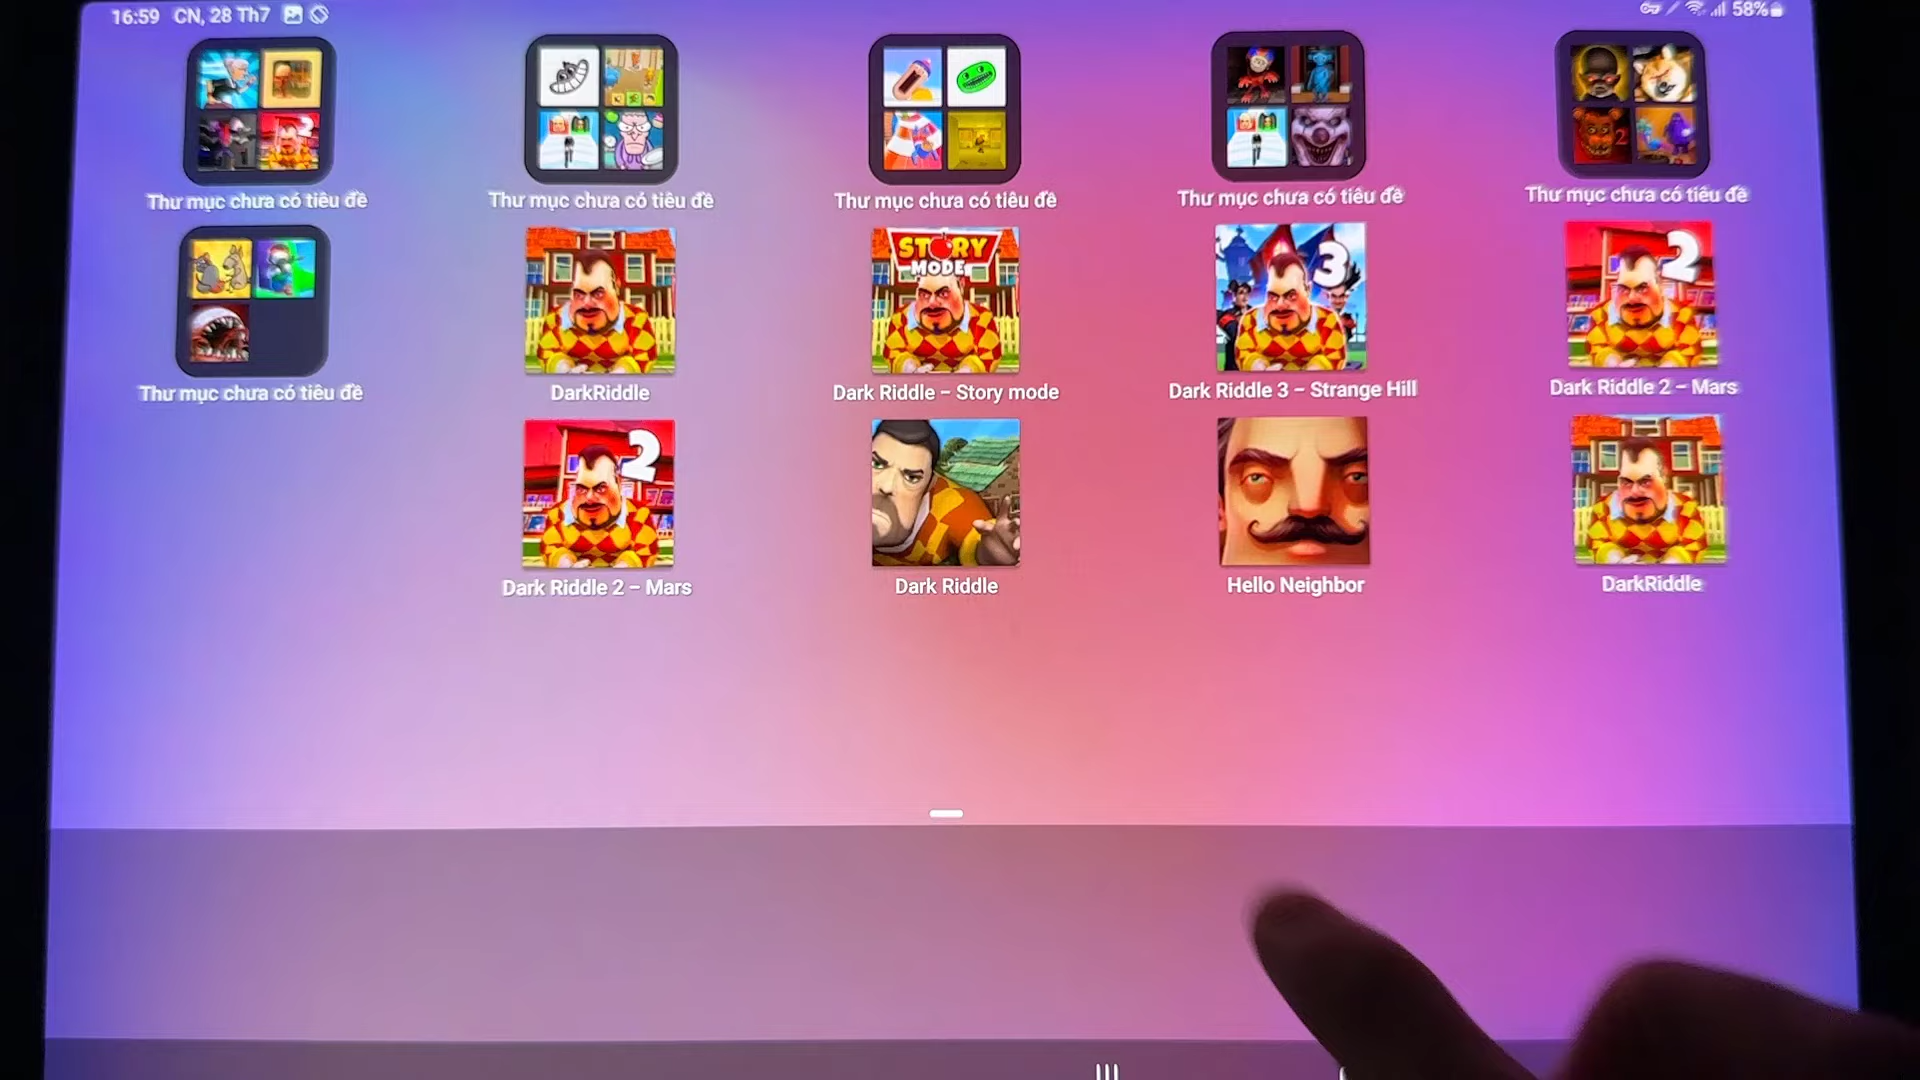 16:59 CN, 28 Th7 58%
Thư mục chưa có tiêu đề
Thư mục chưa có tiêu đề
Thư mục chưa có tiêu đề
Thư mục chưa có tiêu đề
Thư mục chưa có tiêu đề
STORY
MODE
3
2
2
Thư mục chưa có tiêu đề
DarkRiddle
Dark Riddle – Story mode
Dark Riddle 3 – Strange Hill
Dark Riddle 2 – Mars
2
Dark Riddle 2 – Mars
Dark Riddle
Hello Neighbor
DarkRiddle